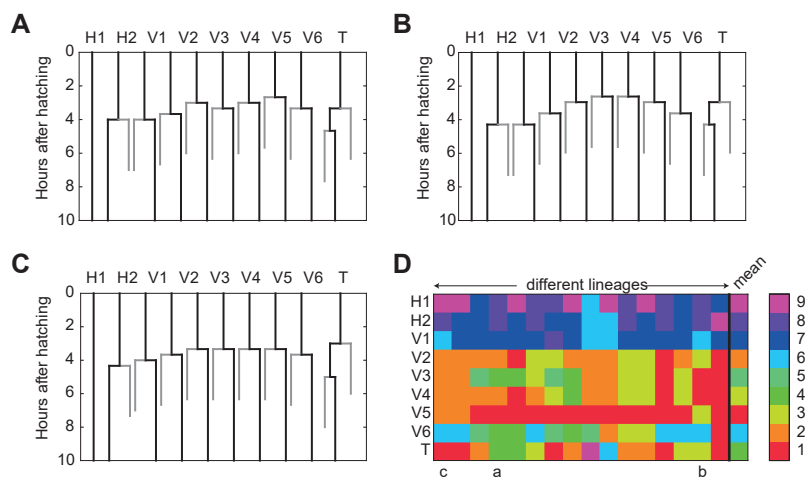 A
H1 H2 V1 V2 V3 V4 V5 V6 T
0
2
4
6
8
10
Hours after hatching
B
H1 H2 V1 V2 V3 V4 V5 V6 T
0
2
4
6
8
10
Hours after hatching
C
H1 H2 V1 V2 V3 V4 V5 V6 T
0
2
4
6
8
10
Hours after hatching
D
different lineages
mean
H1
H2
V1
V2
V3
V4
V5
V6
T
c a b
9
8
7
6
5
4
3
2
1